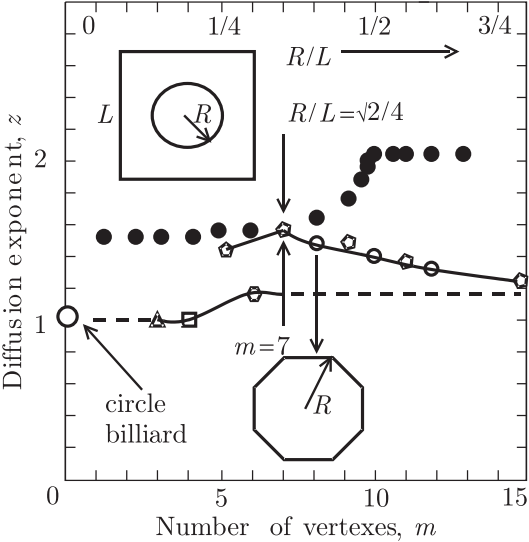 0 1/4 1/2 3/4
R/L
L R
R/L=√2/4
2
Diffusion exponent, z
1
m=7
circle
billiard
R
0 5 10 15
Number of vertexes, m